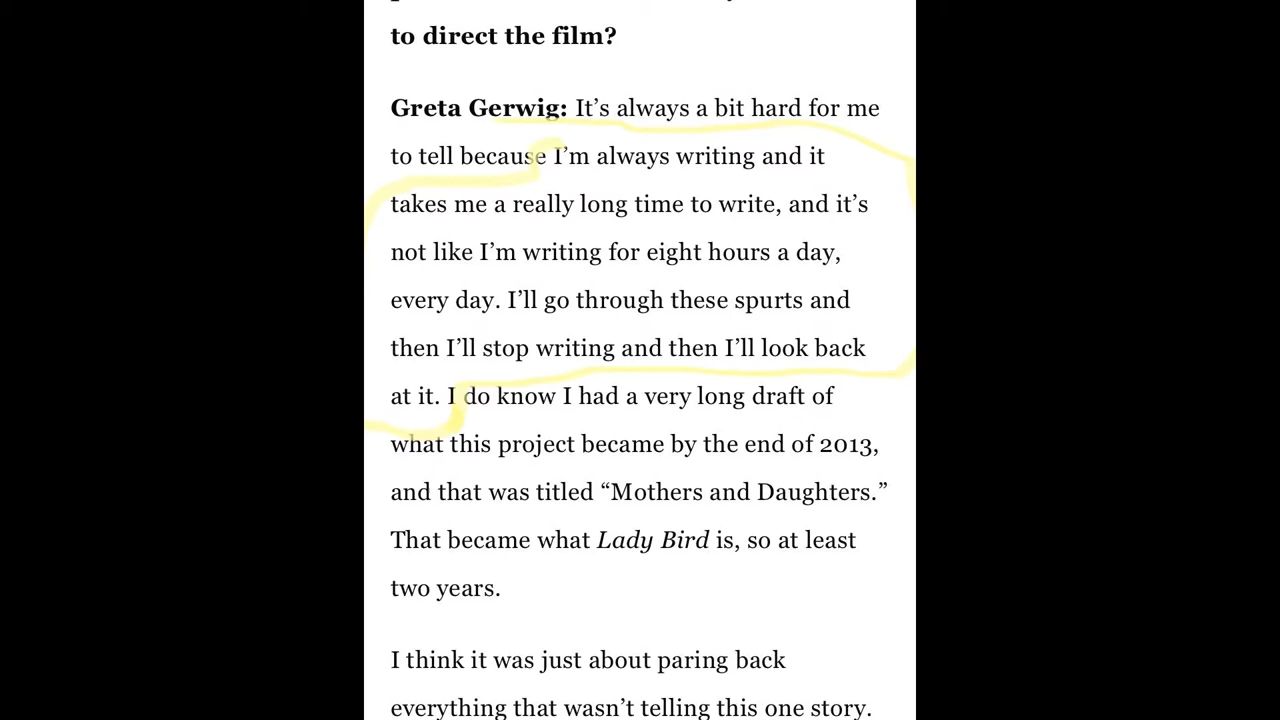 to direct the film?
Greta Gerwig: It’s always a bit hard for me
to tell because I’m always writing and it
takes me a really long time to write, and it’s
not like I’m writing for eight hours a day,
every day. I’ll go through these spurts and
then I’ll stop writing and then I’ll look back
at it. I do know I had a very long draft of
what this project became by the end of 2013,
and that was titled “Mothers and Daughters.”
That became what Lady Bird is, so at least
two years.
I think it was just about paring back
everything that wasn’t telling this one story.